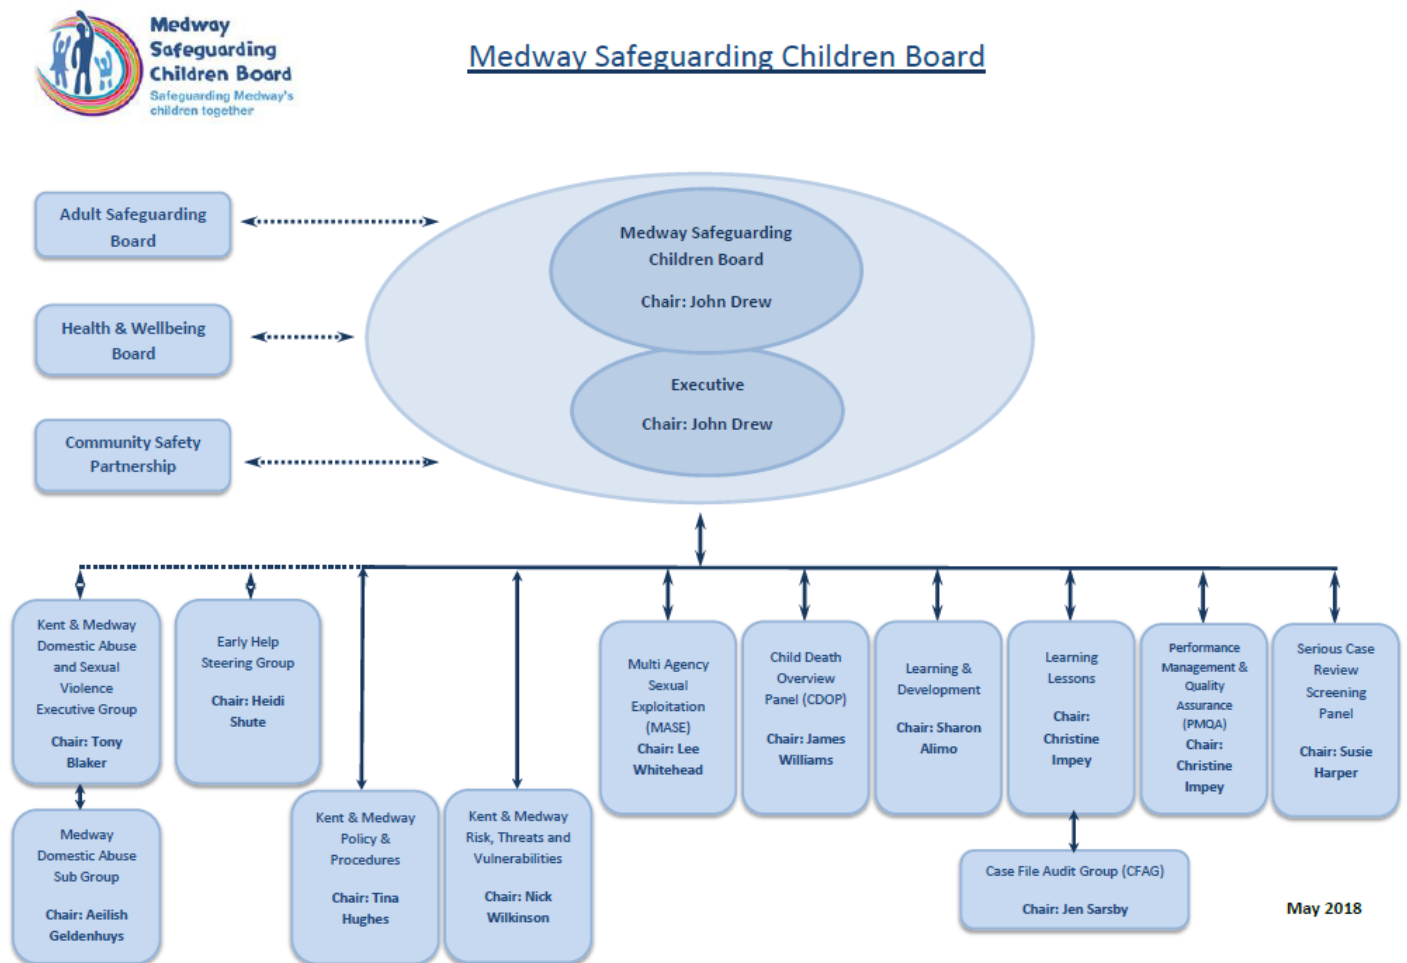 Medway
Safeguarding
Children Board
Safeguarding Medway's
children together
Medway Safeguarding Children Board
Adult Safeguarding
Board
Health & Wellbeing
Board
Community Safety
Partnership
Medway Safeguarding
Children Board
Chair: John Drew
Executive
Chair: John Drew
Kent & Medway
Domestic Abuse
and Sexual
Violence
Executive Group
Chair: Tony
Blaker
Early Help
Steering Group
Chair: Heidi
Shute
Multi Agency
Sexual
Exploitation
(MASE)
Chair: Lee
Whitehead
Child Death
Overview
Panel (CDOP)
Chair: James
Williams
Learning &
Development
Chair: Sharon
Alimo
Learning
Lessons
Chair:
Christine
Impey
Performance
Management &
Quality
Assurance
(PMQA)
Chair:
Christine
Impey
Serious Case
Review
Screening
Panel
Chair: Susie
Harper
Medway
Domestic Abuse
Sub Group
Chair: Aeilish
Geldenhuys
Kent & Medway
Policy &
Procedures
Chair: Tina
Hughes
Kent & Medway
Risk, Threats and
Vulnerabilities
Chair: Nick
Wilkinson
Case File Audit Group (CFAG)
Chair: Jen Sarsby
May 2018